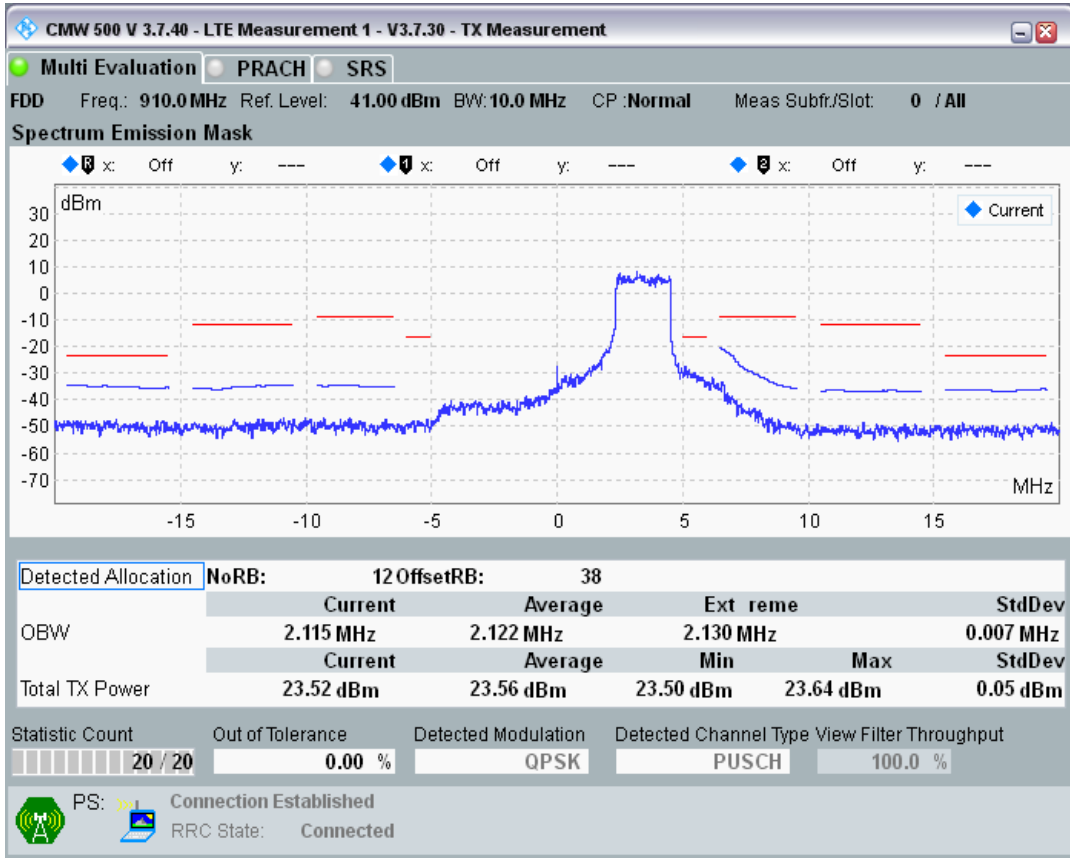 CMW 500 V 3.7.40 - LTE Measurement 1 - V3.7.30 - TX Measurement
Multi Evaluation PRACH SRS
FDD Freq.: 910.0 MHz Ref. Level: 41.00 dBm BW: 10.0 MHz CP :Normal Meas Subfr./Slot: 0 / All
Spectrum Emission Mask
R x: Off y: --- 1 x: Off y: --- 2 x: Off y: ---
dBm
Current
30
20
10
0
-10
-20
-30
-40
-50
-60
-70
MHz
-15 -10 -5 0 5 10 15
Detected Allocation NoRB: 12 OffsetRB: 38
Current Average Ext reme StdDev
OBW 2.115 MHz 2.122 MHz 2.130 MHz 0.007 MHz
Current Average Min Max StdDev
Total TX Power 23.52 dBm 23.56 dBm 23.50 dBm 23.64 dBm 0.05 dBm
Statistic Count Out of Tolerance Detected Modulation Detected Channel Type View Filter Throughput
20 / 20 0.00 % QPSK PUSCH 100.0 %
PS: Connection Established
RRC State: Connected